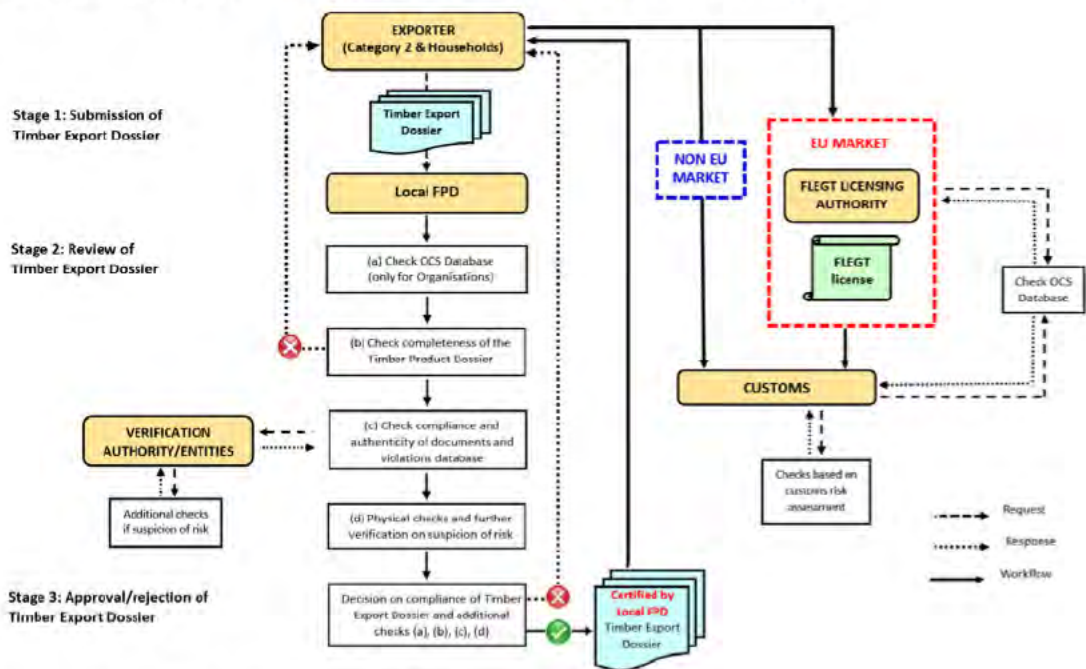 EXPORTER
(Category 2 & Households)
Stage 1: Submission of
Timber Export Dossier
Timber Export
Dossier
EU MARKET
NON EU
MARKET
Local FPD
FLEGT LICENSING
AUTHORITY
Stage 2: Review of
Timber Export Dossier
(a) Check OCS Database
(only for Organisations)
FLEGT
license
Check OCS
Database
(b) Check completeness of the
Timber Product Dossier
CUSTOMS
VERIFICATION
AUTHORITY/ENTITIES
(c) Check compliance and
authenticity of documents and
violations database
Additional checks
if suspicion of risk
Checks based on
customs risk
assessment
(d) Physical checks and further
verification on suspicion of risk
Request
Response
Workflow
Stage 3: Approval/rejection of
Timber Export Dossier
Decision on compliance of Timber
Export Dossier and additional
checks (a), (b), (c), (d)
Certified by
Local FPD
Timber Export
Dossier